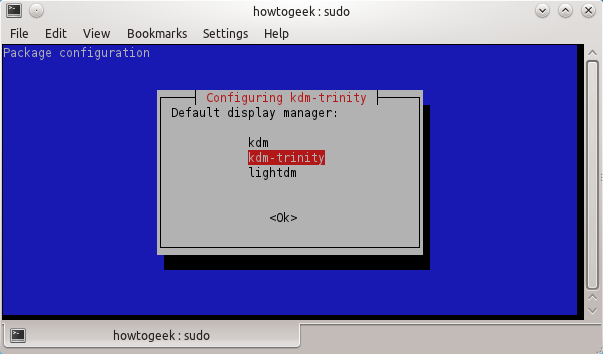 howtogeek : sudo
File Edit View Bookmarks Settings Help
Package configuration
Configuring kdm-trinity
Default display manager:
kdm
kdm-trinity
lightdm
<Ok>
howtogeek : sudo